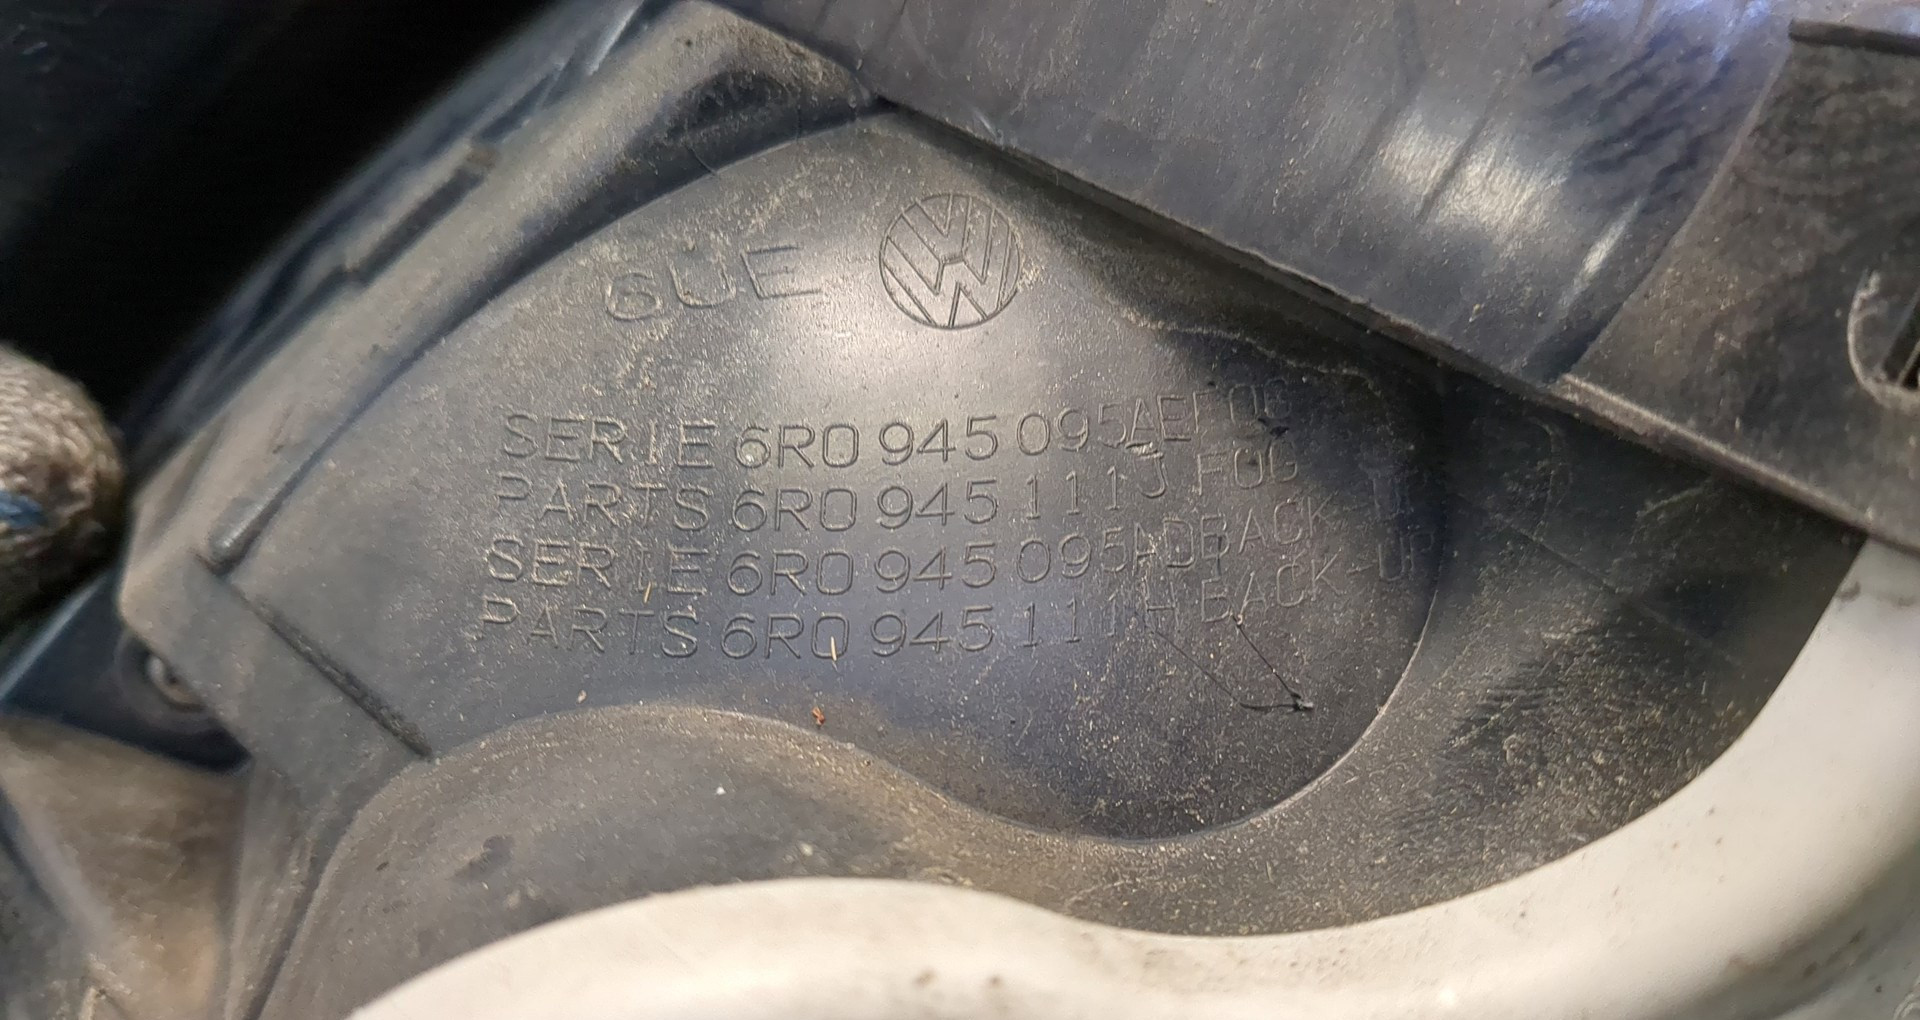 6UE
SERIE 6R0 945 095AE FOG
PARTS 6R0 945 111J FOG
SERIE 6R0 945 095AD BACK-UP
PARTS 6R0 945 111H BACK-UP